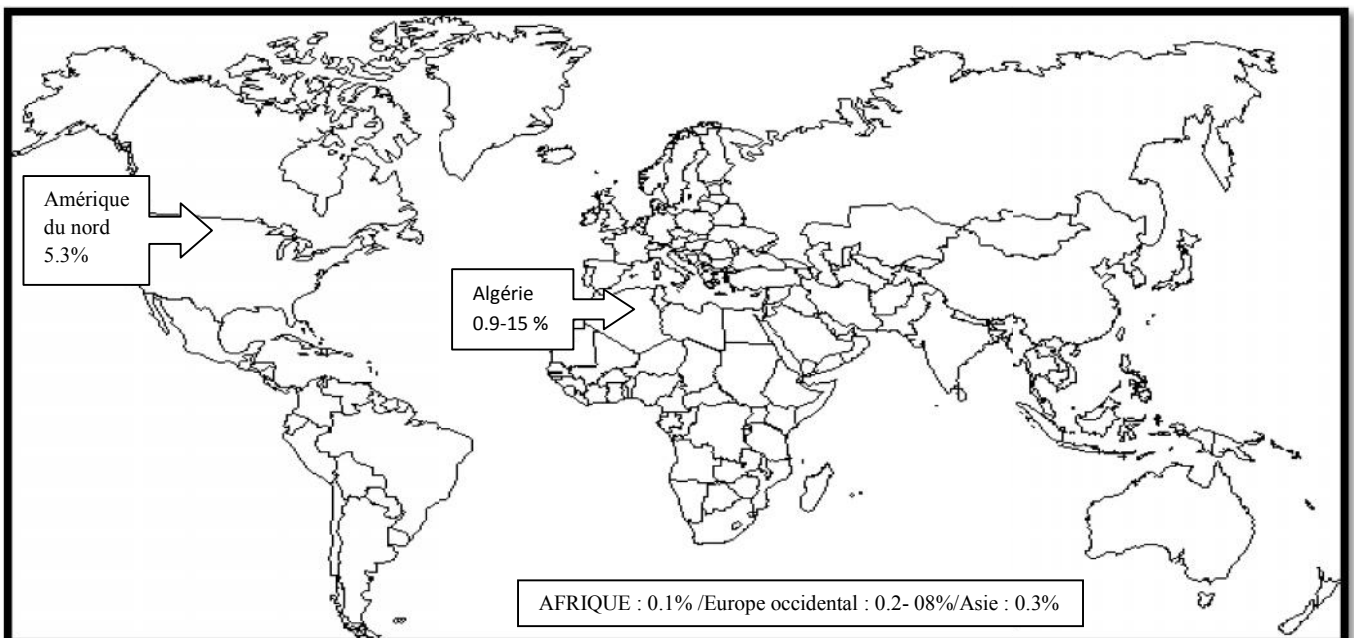 Amérique
du nord
5.3%
Algérie
0.9-15 %
AFRIQUE : 0.1% /Europe occidental : 0.2- 08%/Asie : 0.3%